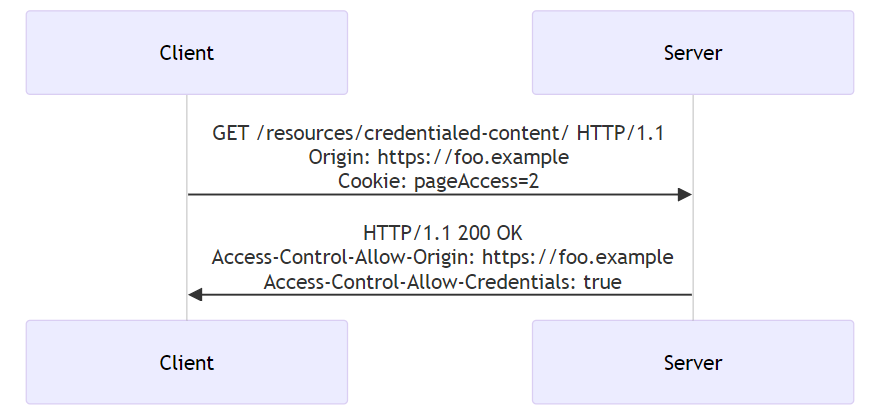 Client
Server
GET /resources/credentialed-content/ HTTP/1.1
Origin: https://foo.example
Cookie: pageAccess=2
HTTP/1.1 200 OK
Access-Control-Allow-Origin: https://foo.example
Access-Control-Allow-Credentials: true
Client
Server